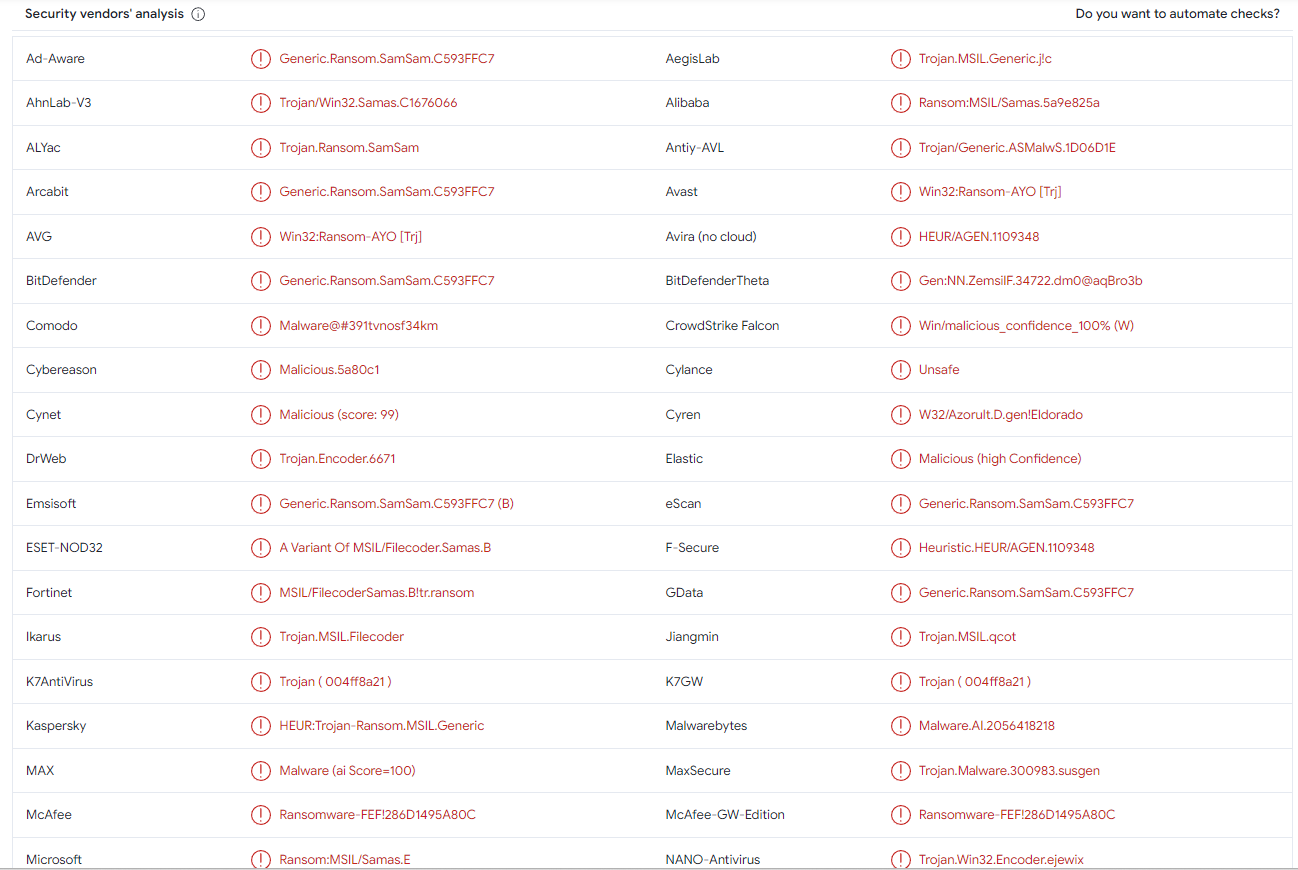 Security vendors' analysis Do you want to automate checks?
Ad-Aware Generic.Ransom.SamSam.C593FFC7 AegisLab Trojan.MSIL.Generic.j!c
AhnLab-V3 Trojan/Win32.Samas.C1676066 Alibaba Ransom:MSIL/Samas.5a9e825a
ALYac Trojan.Ransom.SamSam Antiy-AVL Trojan/Generic.ASMalwS.1D06D1E
Arcabit Generic.Ransom.SamSam.C593FFC7 Avast Win32:Ransom-AYO [Trj]
AVG Win32:Ransom-AYO [Trj] Avira (no cloud) HEUR/AGEN.1109348
BitDefender Generic.Ransom.SamSam.C593FFC7 BitDefenderTheta Gen:NN.ZemsilF.34722.dm0@aqBro3b
Comodo Malware@#391tvnosf34km CrowdStrike Falcon Win/malicious_confidence_100% (W)
Cybereason Malicious.5a80c1 Cylance Unsafe
Cynet Malicious (score: 99) Cyren W32/Azorult.D.gen!Eldorado
DrWeb Trojan.Encoder.6671 Elastic Malicious (high Confidence)
Emsisoft Generic.Ransom.SamSam.C593FFC7 (B) eScan Generic.Ransom.SamSam.C593FFC7
ESET-NOD32 A Variant Of MSIL/Filecoder.Samas.B F-Secure Heuristic.HEUR/AGEN.1109348
Fortinet MSIL/FilecoderSamas.B!tr.ransom GData Generic.Ransom.SamSam.C593FFC7
Ikarus Trojan.MSIL.Filecoder Jiangmin Trojan.MSIL.qcot
K7AntiVirus Trojan ( 004ff8a21 ) K7GW Trojan ( 004ff8a21 )
Kaspersky HEUR:Trojan-Ransom.MSIL.Generic Malwarebytes Malware.AI.2056418218
MAX Malware (ai Score=100) MaxSecure Trojan.Malware.300983.susgen
McAfee Ransomware-FEF!286D1495A80C McAfee-GW-Edition Ransomware-FEF!286D1495A80C
Microsoft Ransom:MSIL/Samas.E NANO-Antivirus Trojan.Win32.Encoder.ejewix